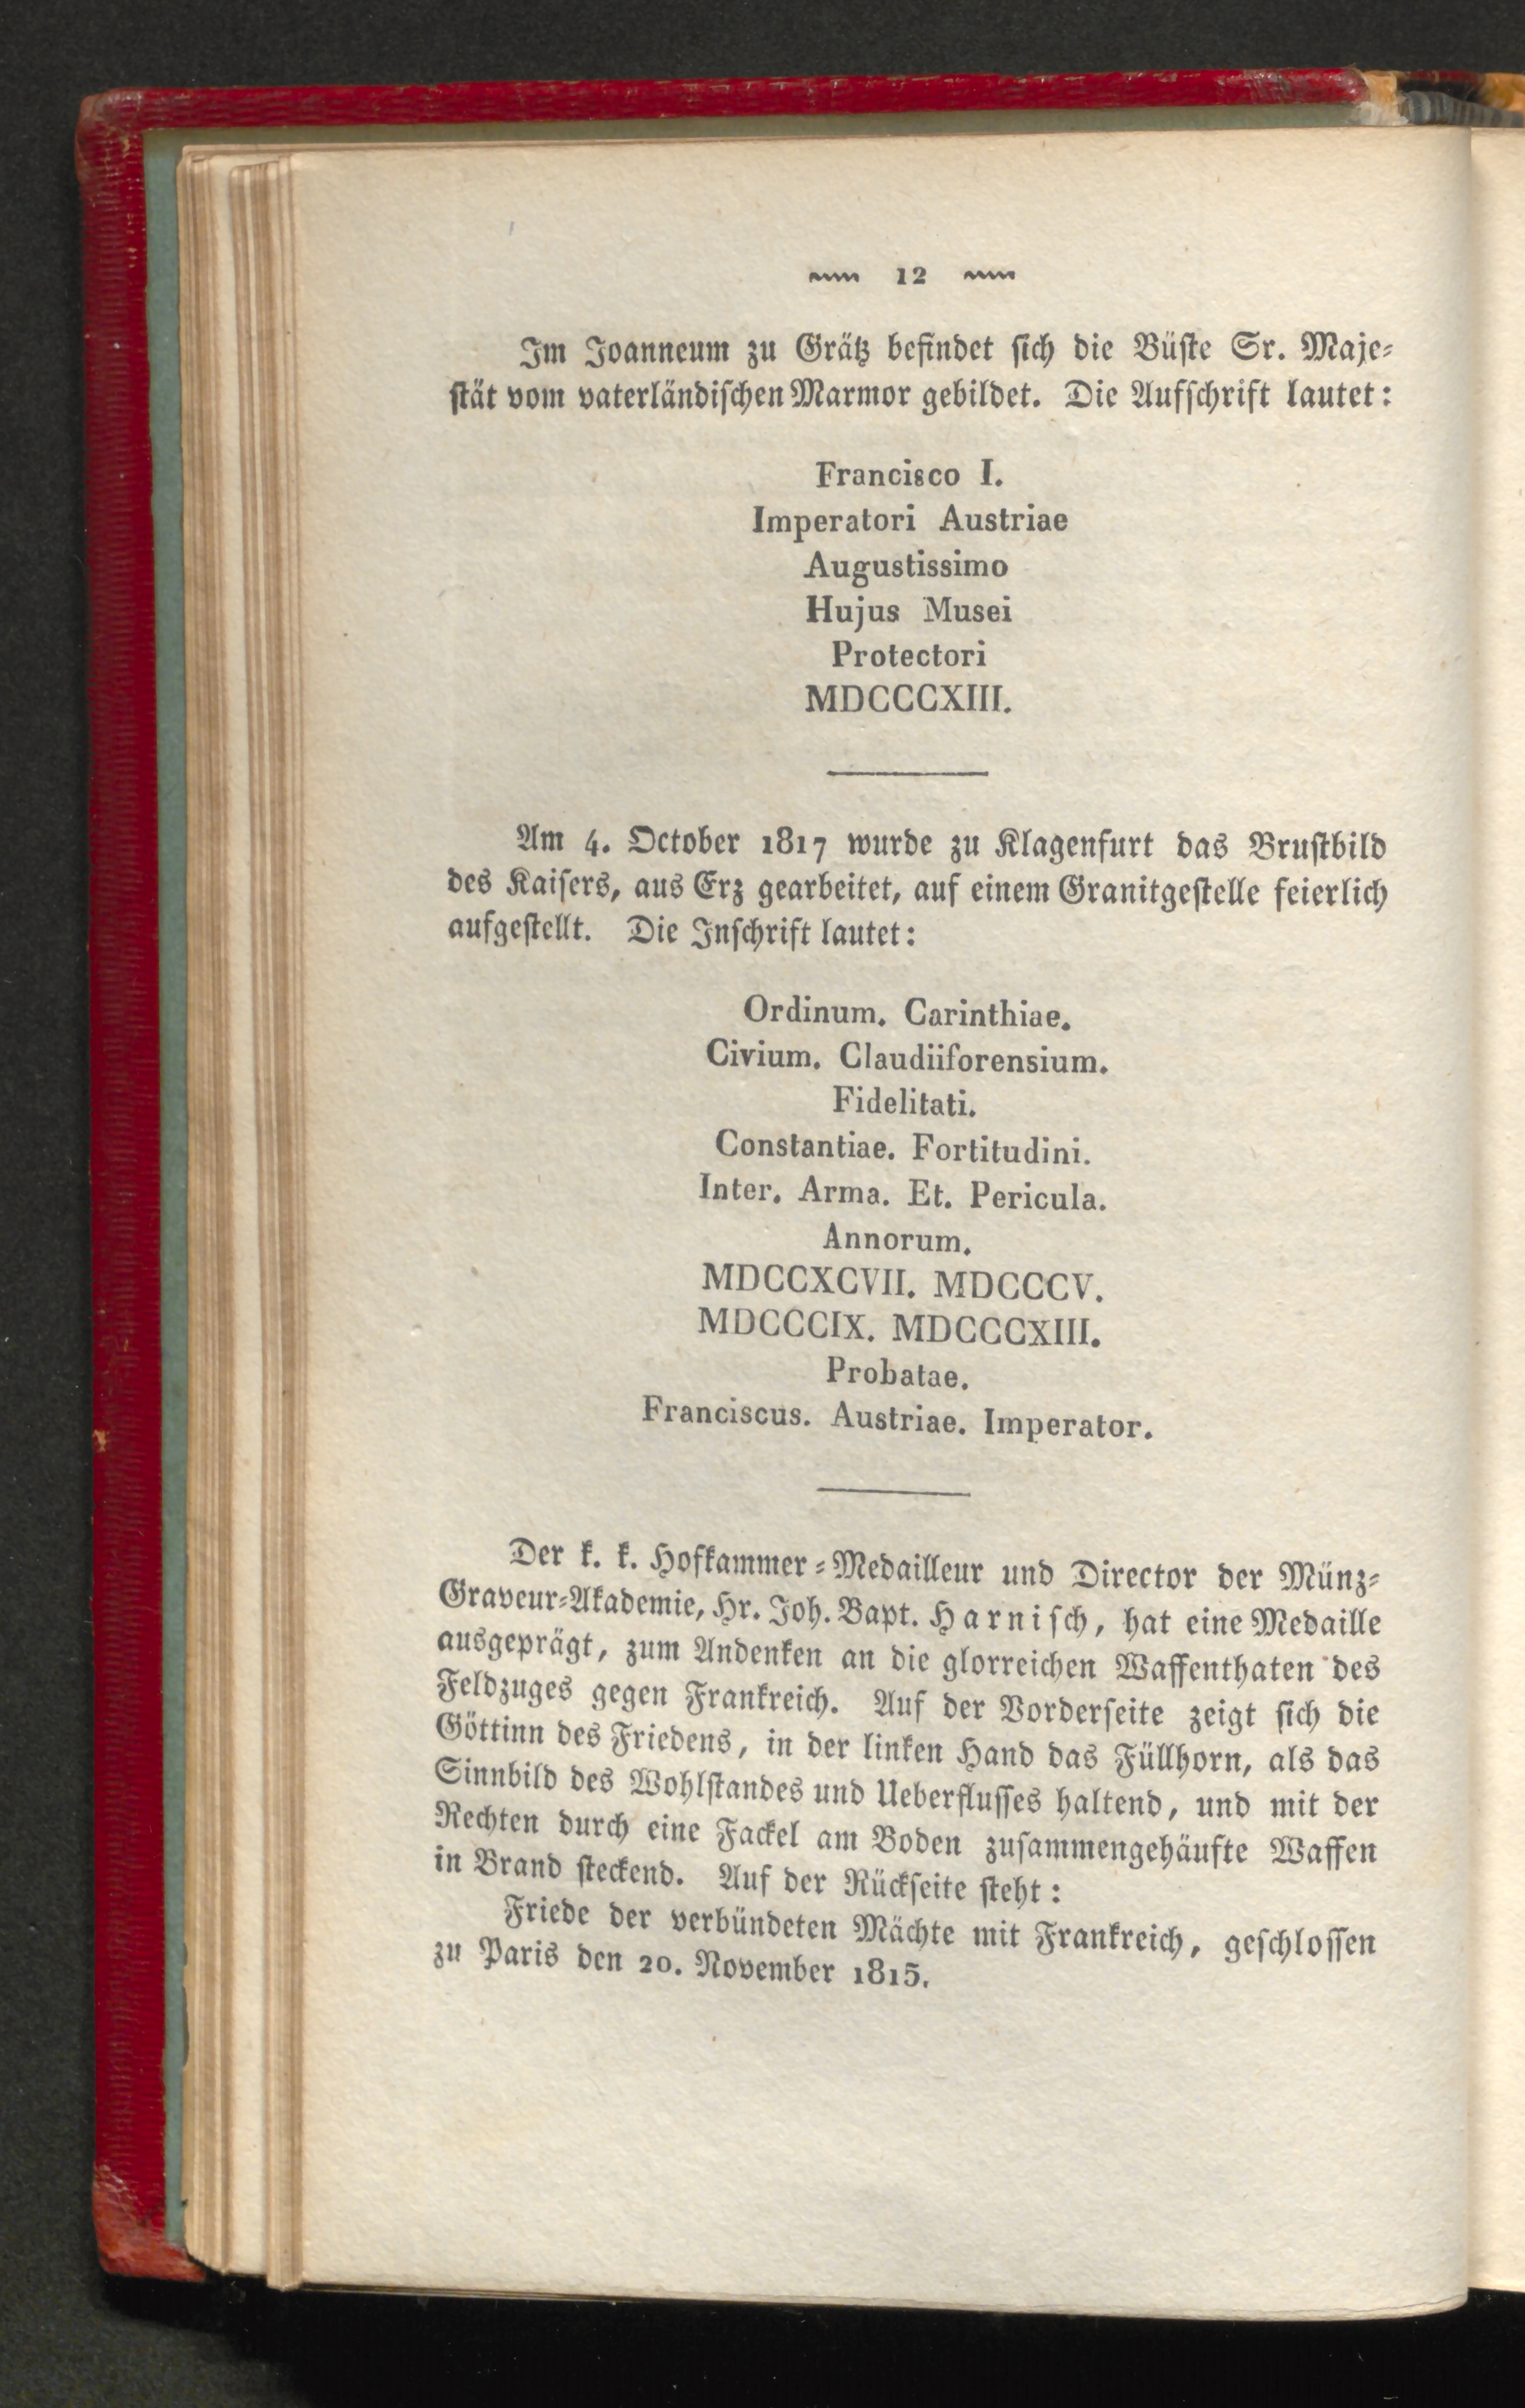 12
Im Joanneum zu Grätz befindet sich die Büste Sr. Maje-
stät vom vaterländischen Marmor gebildet. Die Aufschrift lautet:
Francisco I.
Imperatori Austriae
Augustissimo
Hujus Musei
Protectori
MDCCCXIII.
Am 4. October 1817 wurde zu Klagenfurt das Brustbild
des Kaisers, aus Erz gearbeitet, auf einem Granitgestelle feierlich
aufgestellt. Die Inschrift lautet:
Ordinum. Carinthiae.
Civium. Claudiiforensium.
Fidelitati.
Constantiae. Fortitudini.
Inter. Arma. Et. Pericula.
Annorum.
MDCCXCVII. MDCCCV.
MDCCCIX. MDCCCXIII.
Probatae.
Franciscus. Austriae. Imperator.
Der k. k. Hofkammer-Medailleur und Director der Münz-
Graveur-Akademie, Hr. Joh. Bapt. Harnisch, hat eine Medaille
ausgeprägt, zum Andenken an die glorreichen Waffenthaten des
Feldzuges gegen Frankreich. Auf der Vorderseite zeigt sich die
Göttinn des Friedens, in der linken Hand das Füllhorn, als das
Sinnbild des Wohlstandes und Ueberflusses haltend, und mit der
Rechten durch eine Fackel am Boden zusammengehäufte Waffen
in Brand steckend. Auf der Rückseite steht:
Friede der verbündeten Mächte mit Frankreich, geschlossen
zu Paris den 20. November 1815.